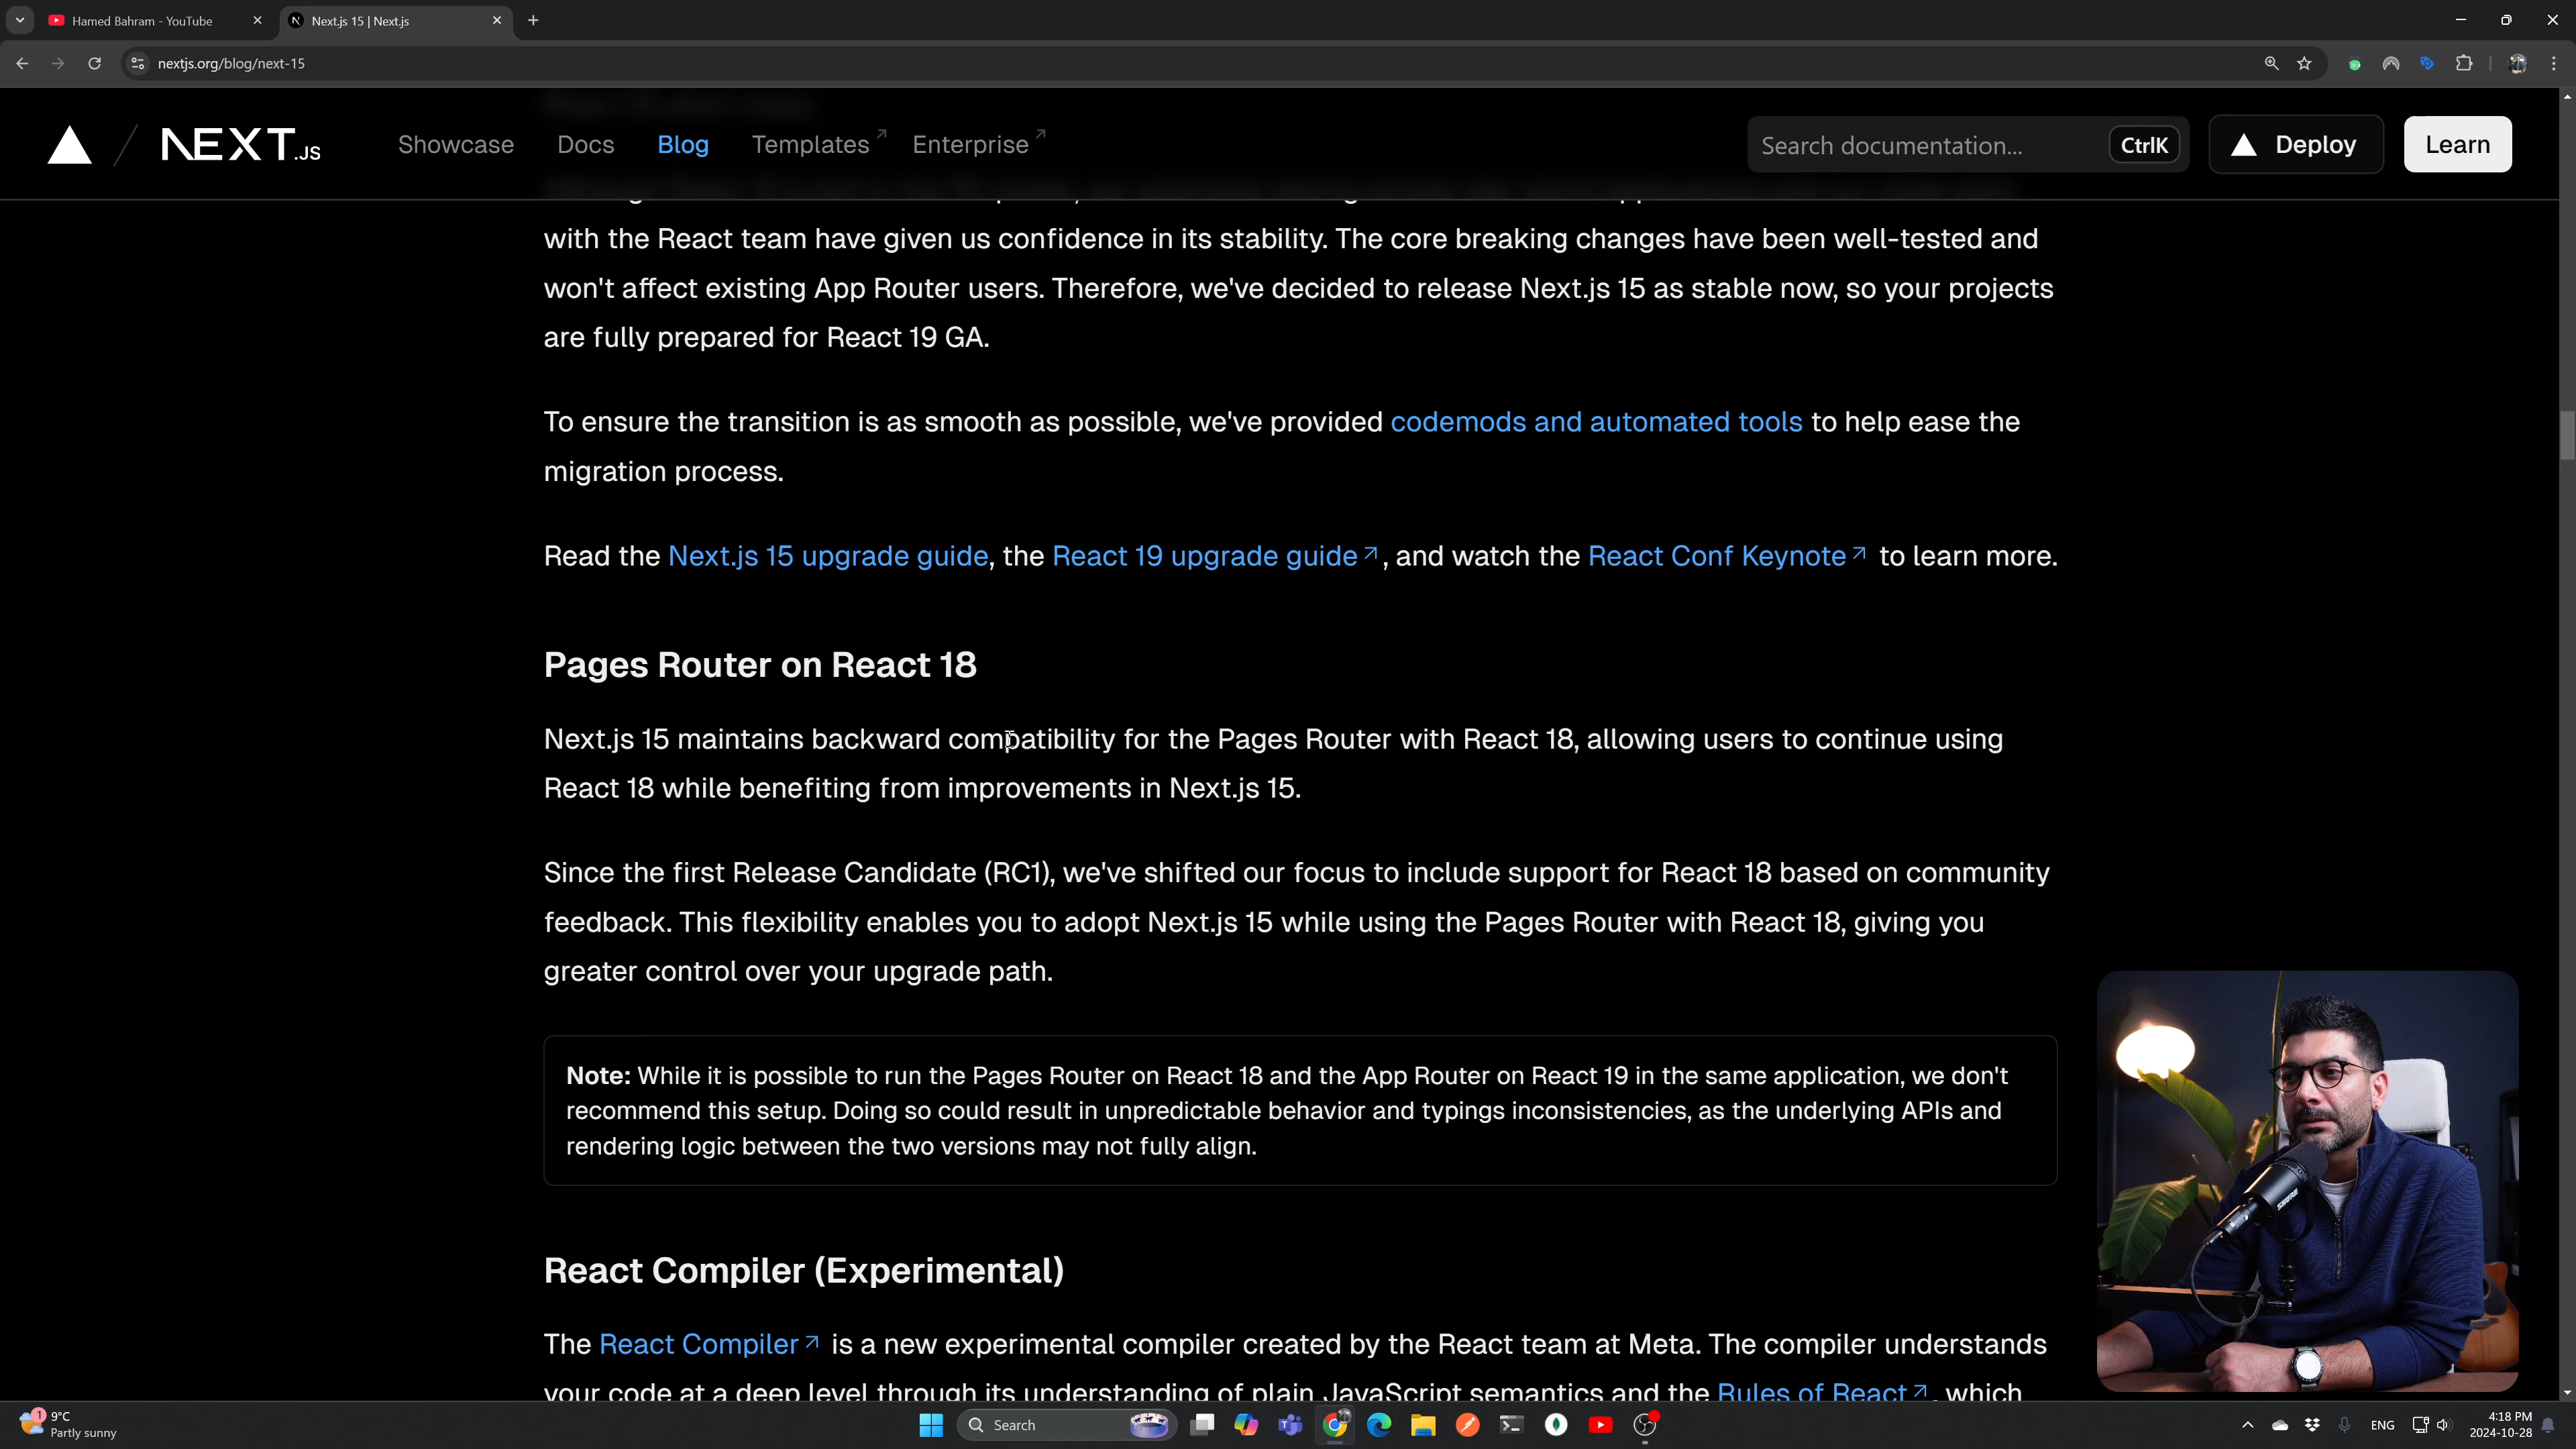 Hamed Bahram - YouTube
Next.js 15 | Next.js
nextjs.org/blog/next-15
NEXT.JS
Showcase
Docs
Blog
Templates
Enterprise
Search documentation...
CtrlK
Deploy
Learn
with the React team have given us confidence in its stability. The core breaking changes have been well-tested and
won't affect existing App Router users. Therefore, we've decided to release Next.js 15 as stable now, so your projects
are fully prepared for React 19 GA.
To ensure the transition is as smooth as possible, we've provided codemods and automated tools to help ease the
migration process.
Read the Next.js 15 upgrade guide, the React 19 upgrade guide, and watch the React Conf Keynote to learn more.
Pages Router on React 18
Next.js 15 maintains backward compatibility for the Pages Router with React 18, allowing users to continue using
React 18 while benefiting from improvements in Next.js 15.
Since the first Release Candidate (RC1), we've shifted our focus to include support for React 18 based on community
feedback. This flexibility enables you to adopt Next.js 15 while using the Pages Router with React 18, giving you
greater control over your upgrade path.
Note: While it is possible to run the Pages Router on React 18 and the App Router on React 19 in the same application, we don't
recommend this setup. Doing so could result in unpredictable behavior and typings inconsistencies, as the underlying APIs and
rendering logic between the two versions may not fully align.
React Compiler (Experimental)
The React Compiler is a new experimental compiler created by the React team at Meta. The compiler understands
your code at a deep level through its understanding of plain JavaScript semantics and the Rules of React, which
SHURE
1
9°C
Partly sunny
Search
ENG
4:18 PM
2024-10-28